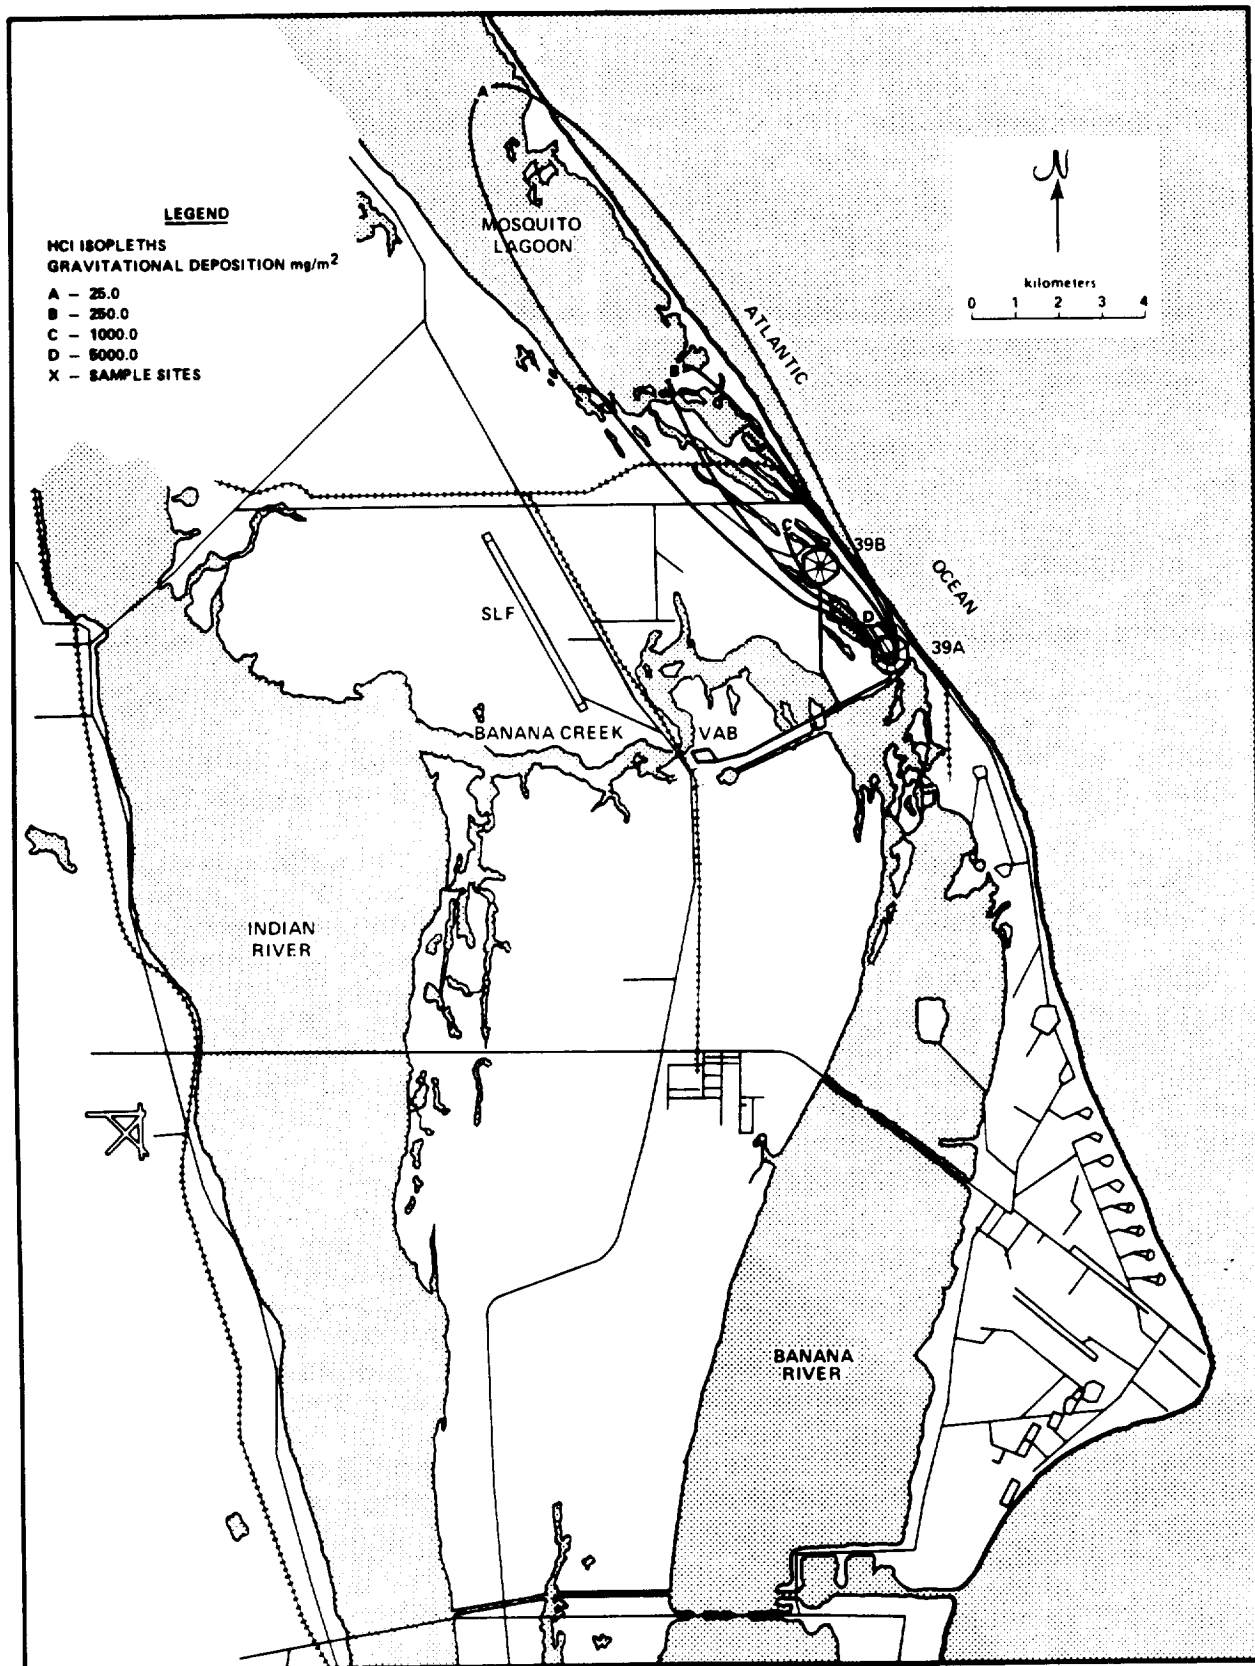 A
N
kilometers
0 1 2 3 4
LEGEND
HCl ISOPLETHS
GRAVITATIONAL DEPOSITION mg/m²
A – 25.0
B – 250.0
C – 1000.0
D – 5000.0
X – SAMPLE SITES
MOSQUITO
LAGOON
ATLANTIC
B
C
39B
OCEAN
SLF
D
39A
BANANA CREEK
VAB
INDIAN
RIVER
BANANA
RIVER